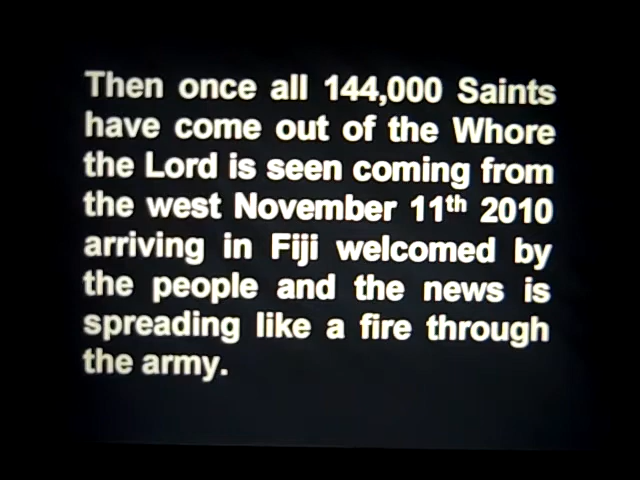 Then once all 144,000 Saints
have come out of the Whore
the Lord is seen coming from
the west November 11th 2010
arriving in Fiji welcomed by
the people and the news is
spreading like a fire through
the army.